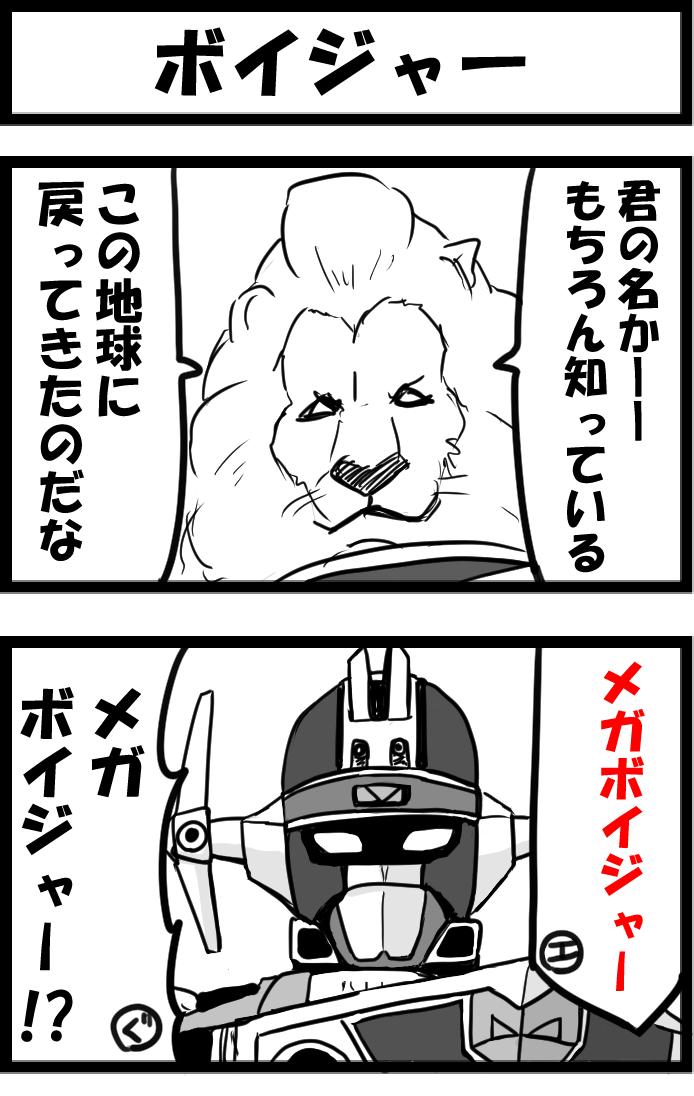 ボイジャー
君の名かーー
もちろん知っている
この地球に
戻ってきたのだな
メガボイジャー
エ
メガ
ボイジャー!?
ぐ